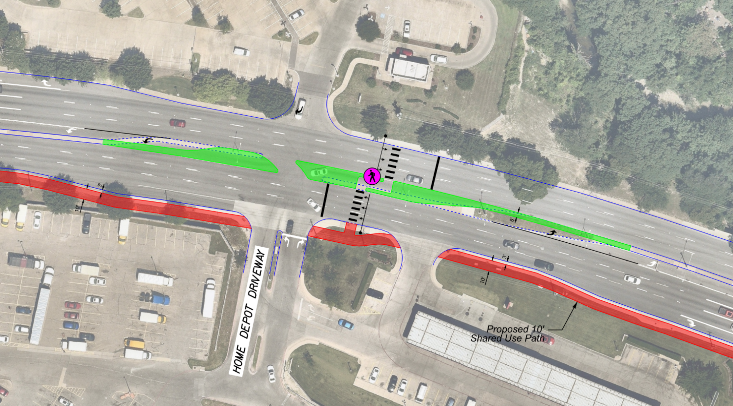 HOME DEPOT DRIVEWAY
Proposed 10'
Shared Use Path